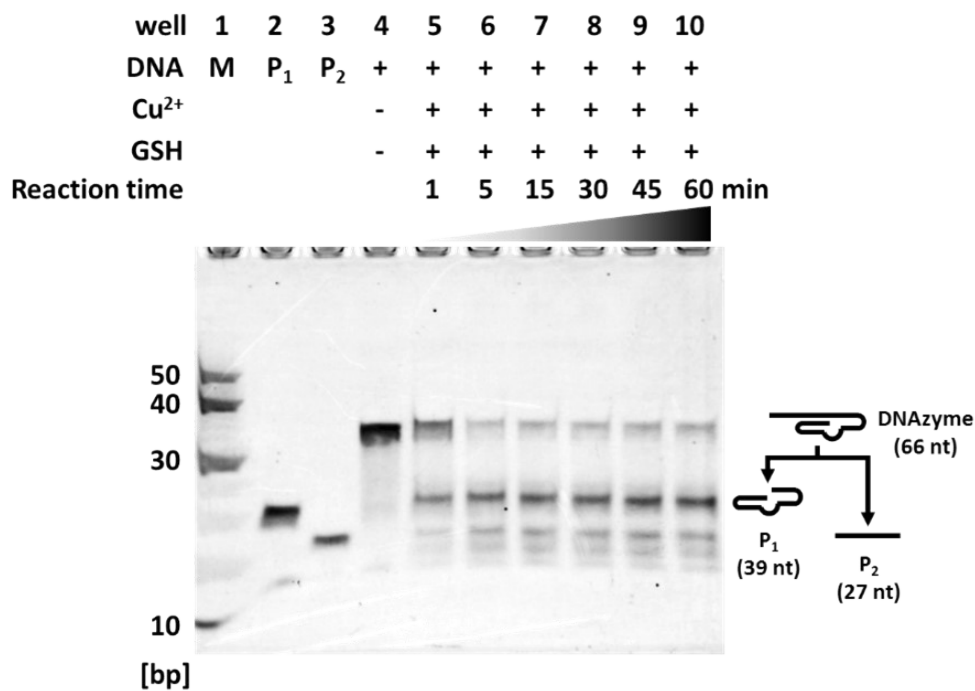 well 1 2 3 4 5 6 7 8 9 10
DNA M P₁ P₂ + + + + + + +
Cu²⁺ - + + + + + +
GSH - + + + + + +
Reaction time 1 5 15 30 45 60 min
50
40
30
10
[bp]
DNAzyme
(66 nt)
P₁
(39 nt)
P₂
(27 nt)